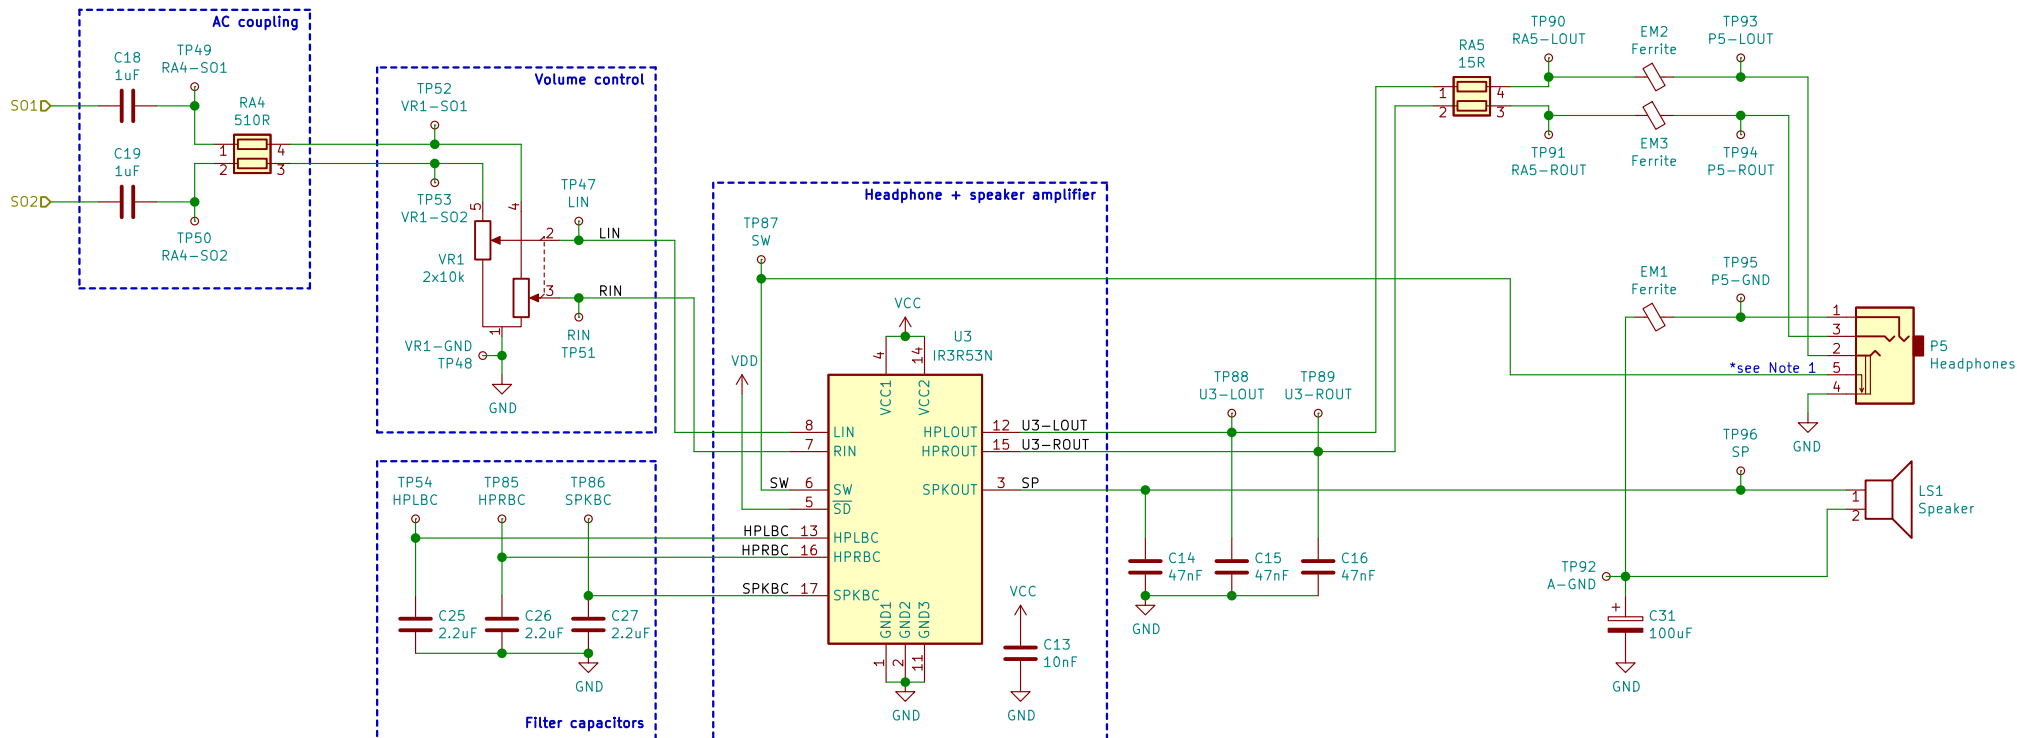 AC coupling
C18
1uF
TP49
RA4-SO1
SO1
RA4
510R
1
4
2
3
C19
1uF
SO2
TP50
RA4-SO2
Volume control
TP52
VR1-SO1
TP53
VR1-SO2
5
4
TP47
LIN
2
LIN
VR1
2x10k
3
RIN
1
RIN
TP51
VR1-GND
TP48
GND
TP54
HPLBC
TP85
HPRBC
TP86
SPKBC
C25
2.2uF
C26
2.2uF
C27
2.2uF
GND
Filter capacitors
Headphone + speaker amplifier
TP87
SW
VCC
U3
IR3R53N
VDD
4
14
VCC1
VCC2
8
LIN
7
RIN
SW
6
SW
5
SD
HPLBC
13
HPLBC
HPRBC
16
HPRBC
SPKBC
17
SPKBC
HPLOUT
12
U3-LOUT
HPROUT
15
U3-ROUT
SPKOUT
3
SP
GND1
GND2
GND3
1
2
11
GND
VCC
C13
10nF
GND
TP88
U3-LOUT
TP89
U3-ROUT
C14
47nF
C15
47nF
C16
47nF
GND
RA5
15R
1
4
2
3
TP90
RA5-LOUT
TP91
RA5-ROUT
EM2
Ferrite
EM3
Ferrite
TP93
P5-LOUT
TP94
P5-ROUT
EM1
Ferrite
TP95
P5-GND
1
3
2
5
4
*see Note 1
P5
Headphones
GND
TP96
SP
1
2
LS1
Speaker
TP92
A-GND
+
C31
100uF
GND